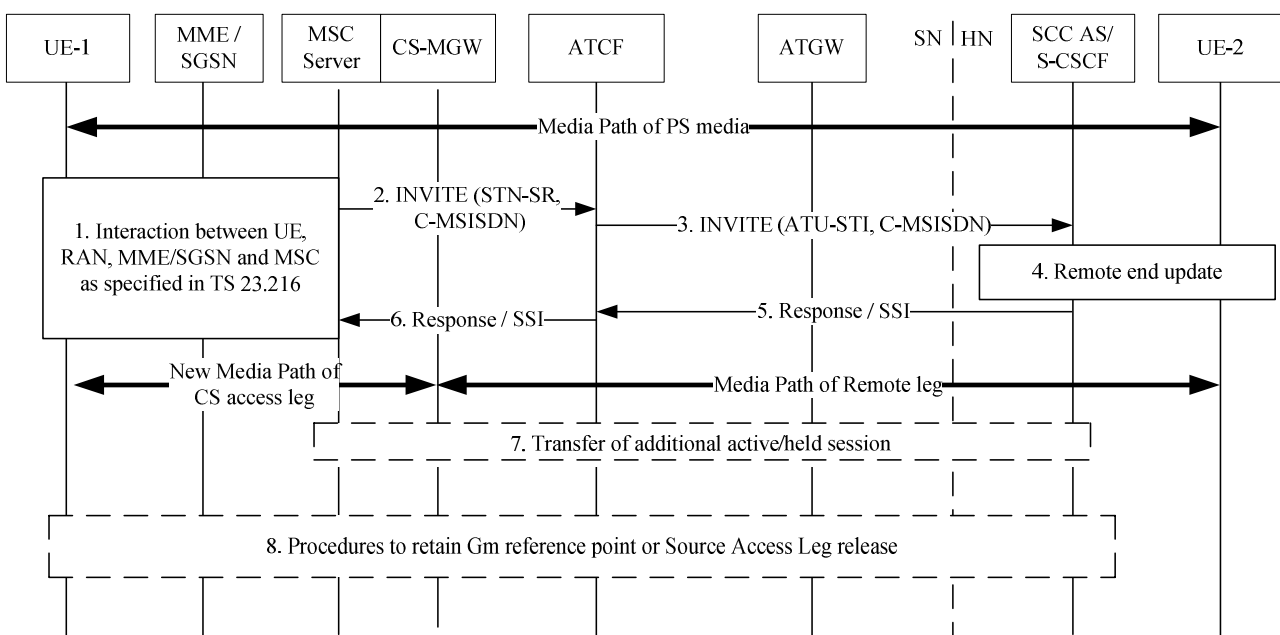 UE-1
MME /
SGSN
MSC
Server
CS-MGW
ATCF
ATGW
SN
HN
SCC AS/
S-CSCF
UE-2
Media Path of PS media
1. Interaction between UE,
RAN, MME/SGSN and MSC
as specified in TS 23.216
2. INVITE (STN-SR,
C-MSISDN)
3. INVITE (ATU-STI, C-MSISDN)
4. Remote end update
5. Response / SSI
6. Response / SSI
New Media Path of
CS access leg
Media Path of Remote leg
7. Transfer of additional active/held session
8. Procedures to retain Gm reference point or Source Access Leg release